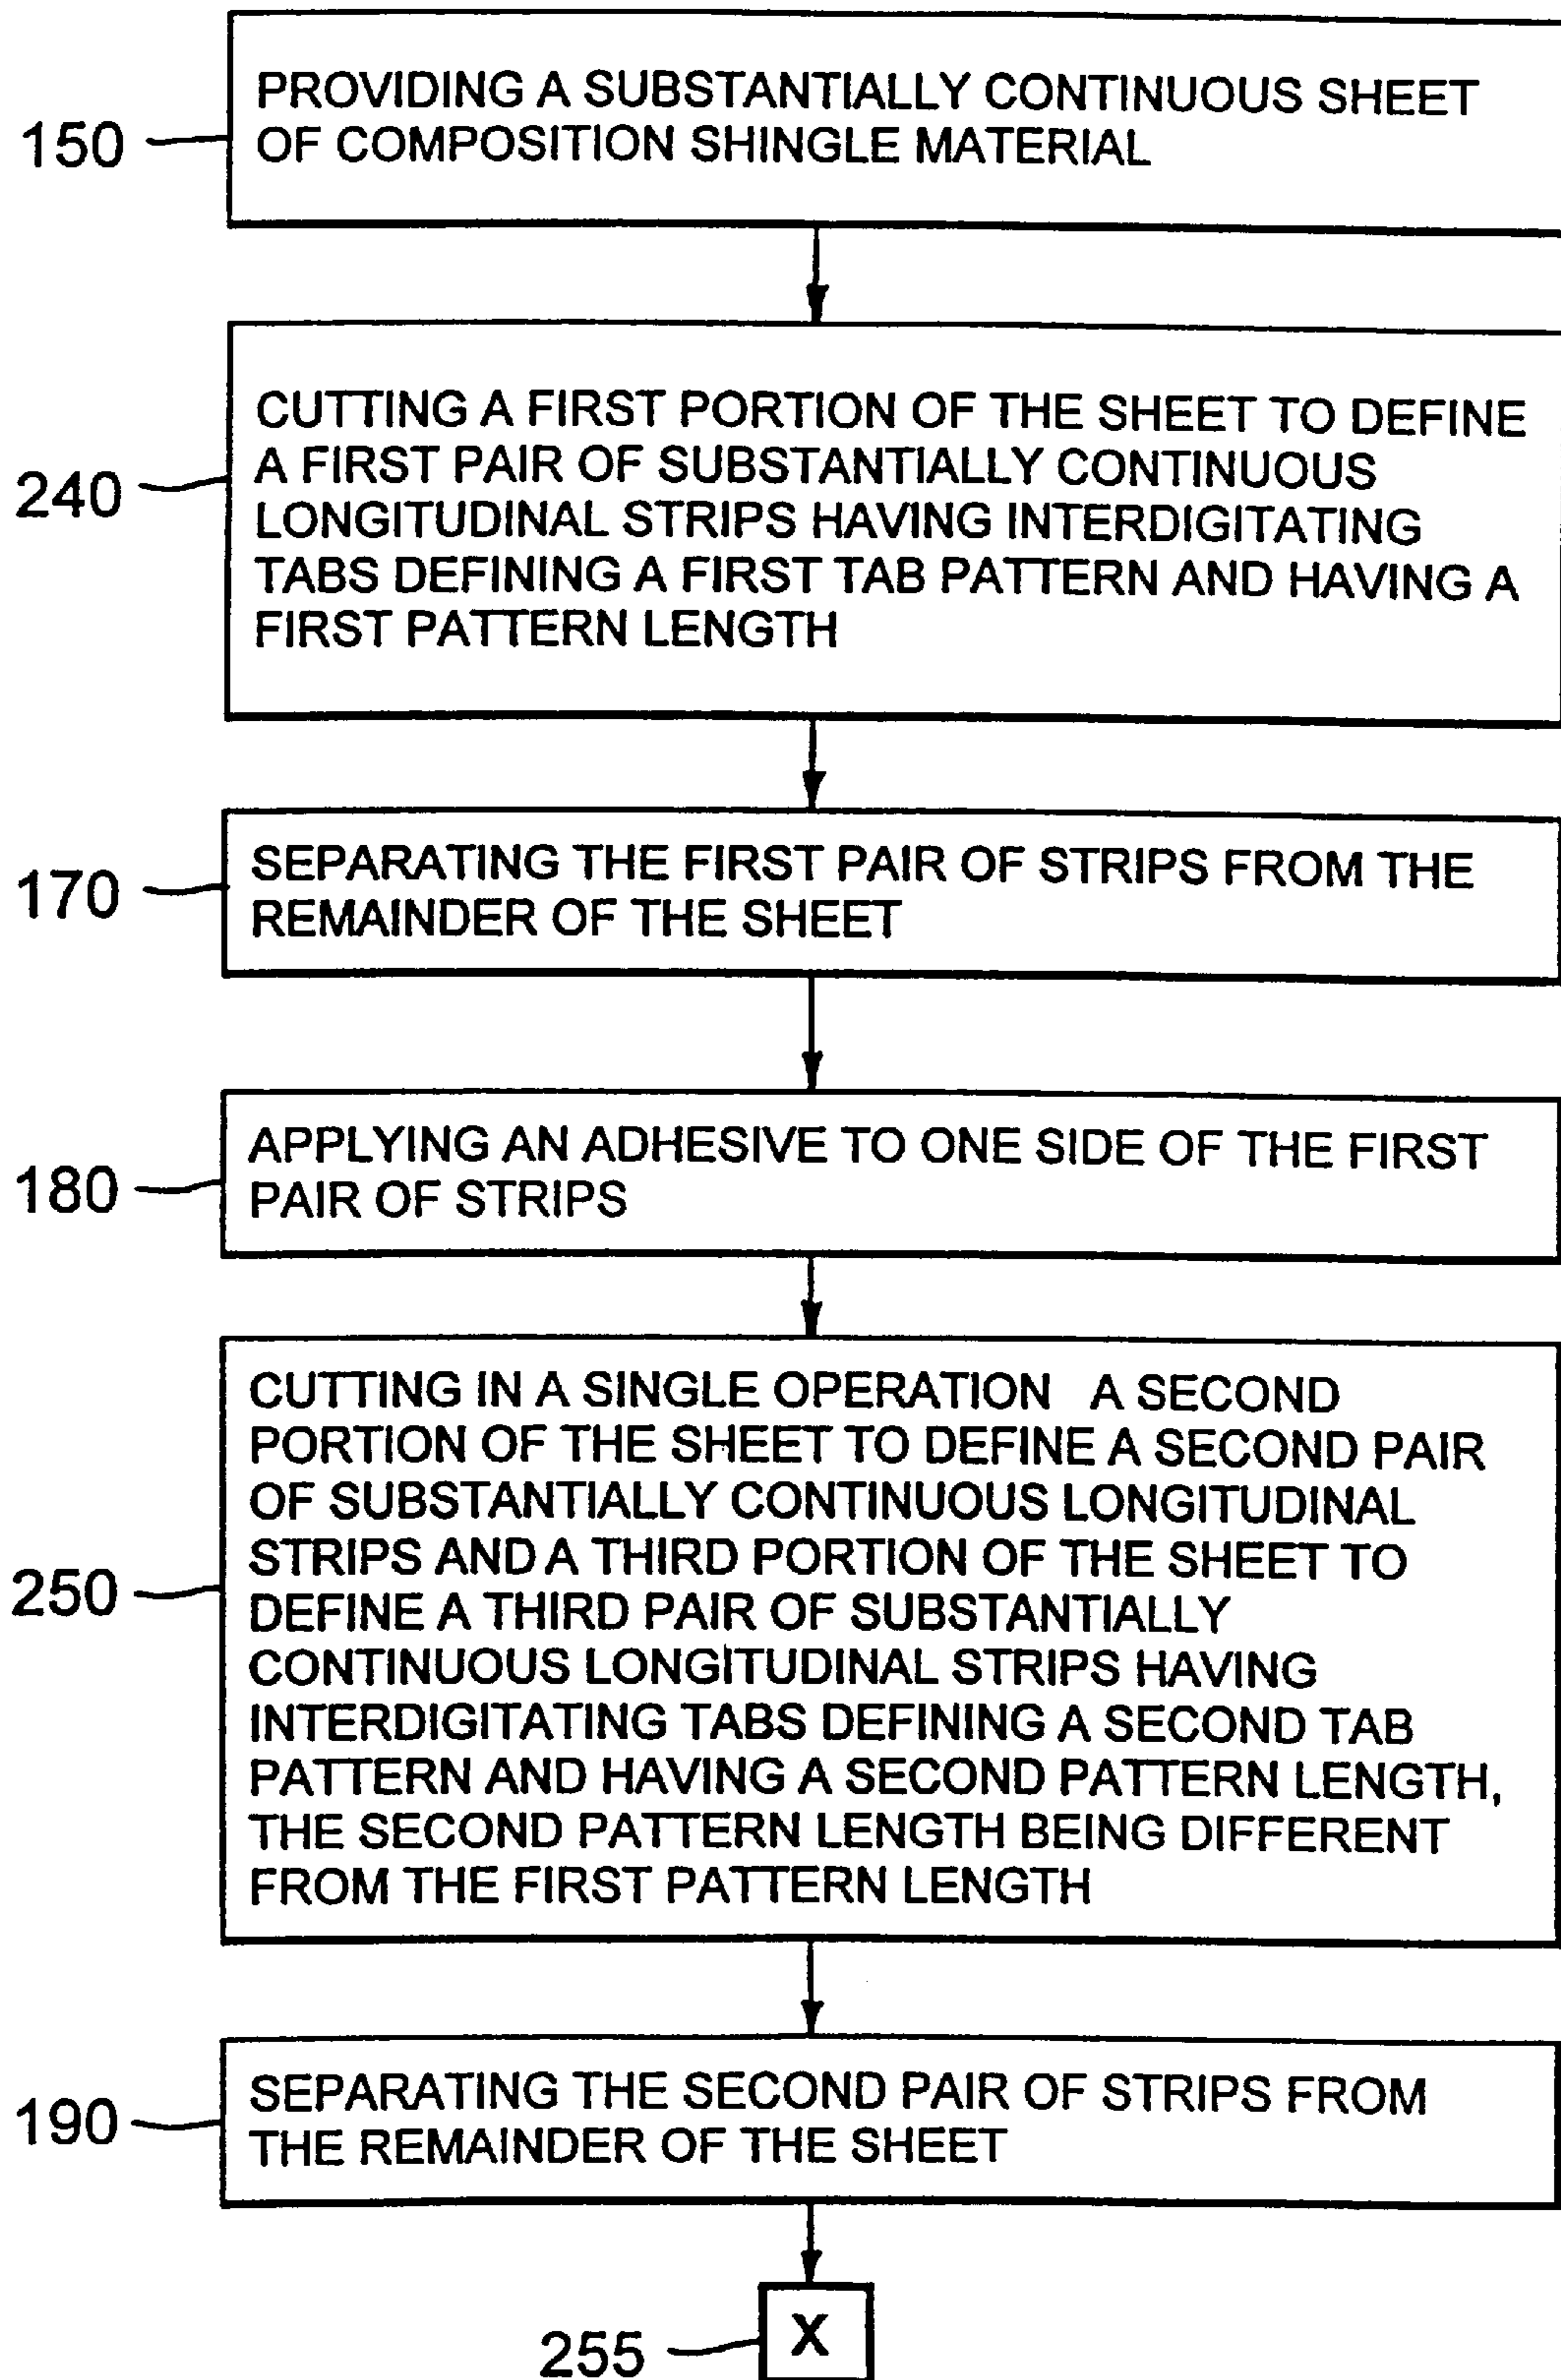 150
PROVIDING A SUBSTANTIALLY CONTINUOUS SHEET
OF COMPOSITION SHINGLE MATERIAL
240
CUTTING A FIRST PORTION OF THE SHEET TO DEFINE
A FIRST PAIR OF SUBSTANTIALLY CONTINUOUS
LONGITUDINAL STRIPS HAVING INTERDIGITATING
TABS DEFINING A FIRST TAB PATTERN AND HAVING A
FIRST PATTERN LENGTH
170
SEPARATING THE FIRST PAIR OF STRIPS FROM THE
REMAINDER OF THE SHEET
180
APPLYING AN ADHESIVE TO ONE SIDE OF THE FIRST
PAIR OF STRIPS
250
CUTTING IN A SINGLE OPERATION A SECOND
PORTION OF THE SHEET TO DEFINE A SECOND PAIR
OF SUBSTANTIALLY CONTINUOUS LONGITUDINAL
STRIPS AND A THIRD PORTION OF THE SHEET TO
DEFINE A THIRD PAIR OF SUBSTANTIALLY
CONTINUOUS LONGITUDINAL STRIPS HAVING
INTERDIGITATING TABS DEFINING A SECOND TAB
PATTERN AND HAVING A SECOND PATTERN LENGTH,
THE SECOND PATTERN LENGTH BEING DIFFERENT
FROM THE FIRST PATTERN LENGTH
190
SEPARATING THE SECOND PAIR OF STRIPS FROM
THE REMAINDER OF THE SHEET
255
X